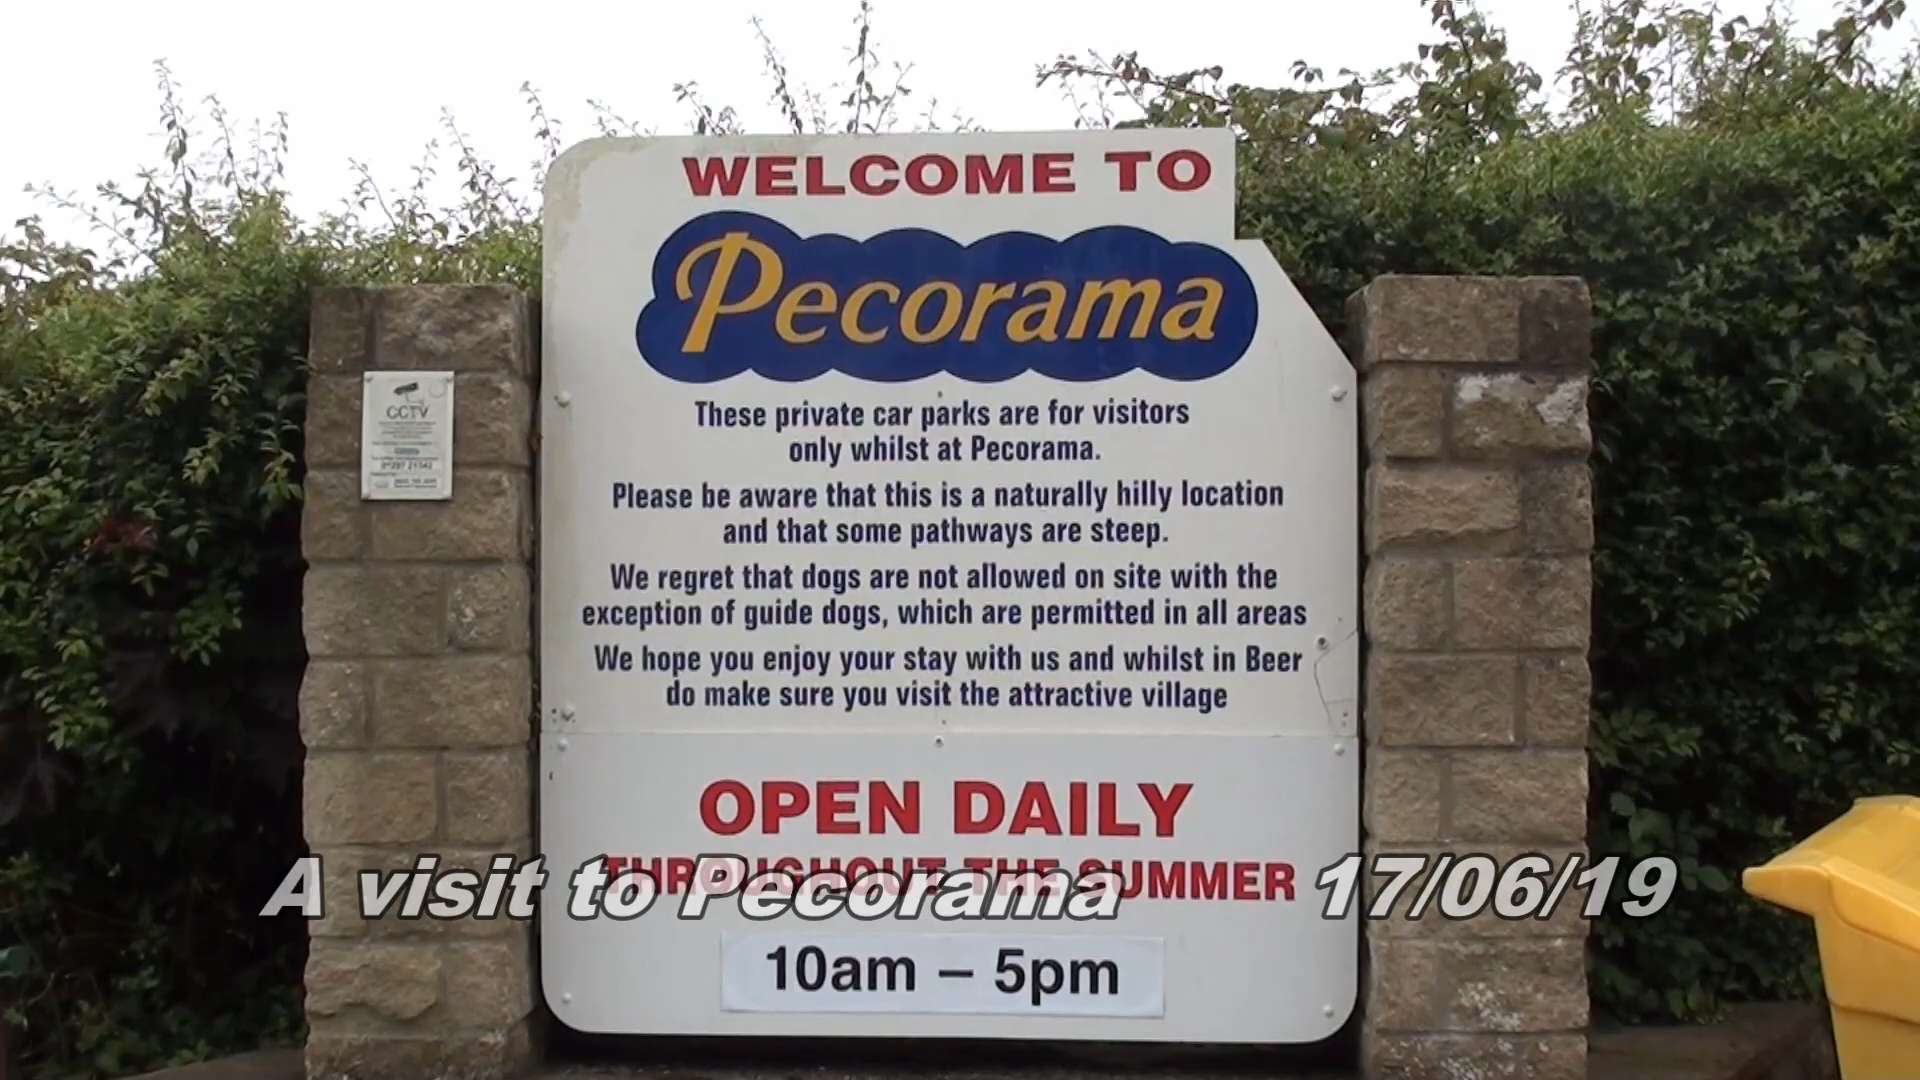 WELCOME TO
Pecorama
These private car parks are for visitors
only whilst at Pecorama.
Please be aware that this is a naturally hilly location
and that some pathways are steep.
We regret that dogs are not allowed on site with the
exception of guide dogs, which are permitted in all areas
We hope you enjoy your stay with us and whilst in Beer
do make sure you visit the attractive village
OPEN DAILY
THROUGHOUT THE SUMMER
10am – 5pm
CCTV
A visit to Pecorama 17/06/19